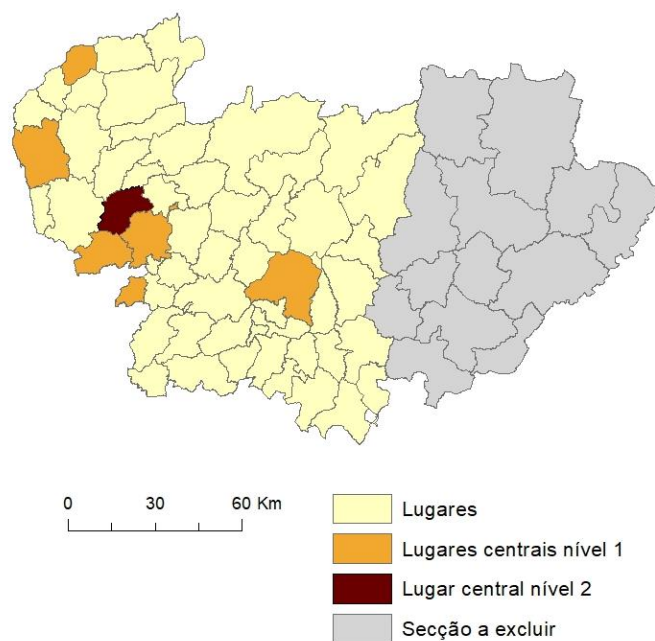 0 30 60 Km
Lugares
Lugares centrais nível 1
Lugar central nível 2
Secção a excluir